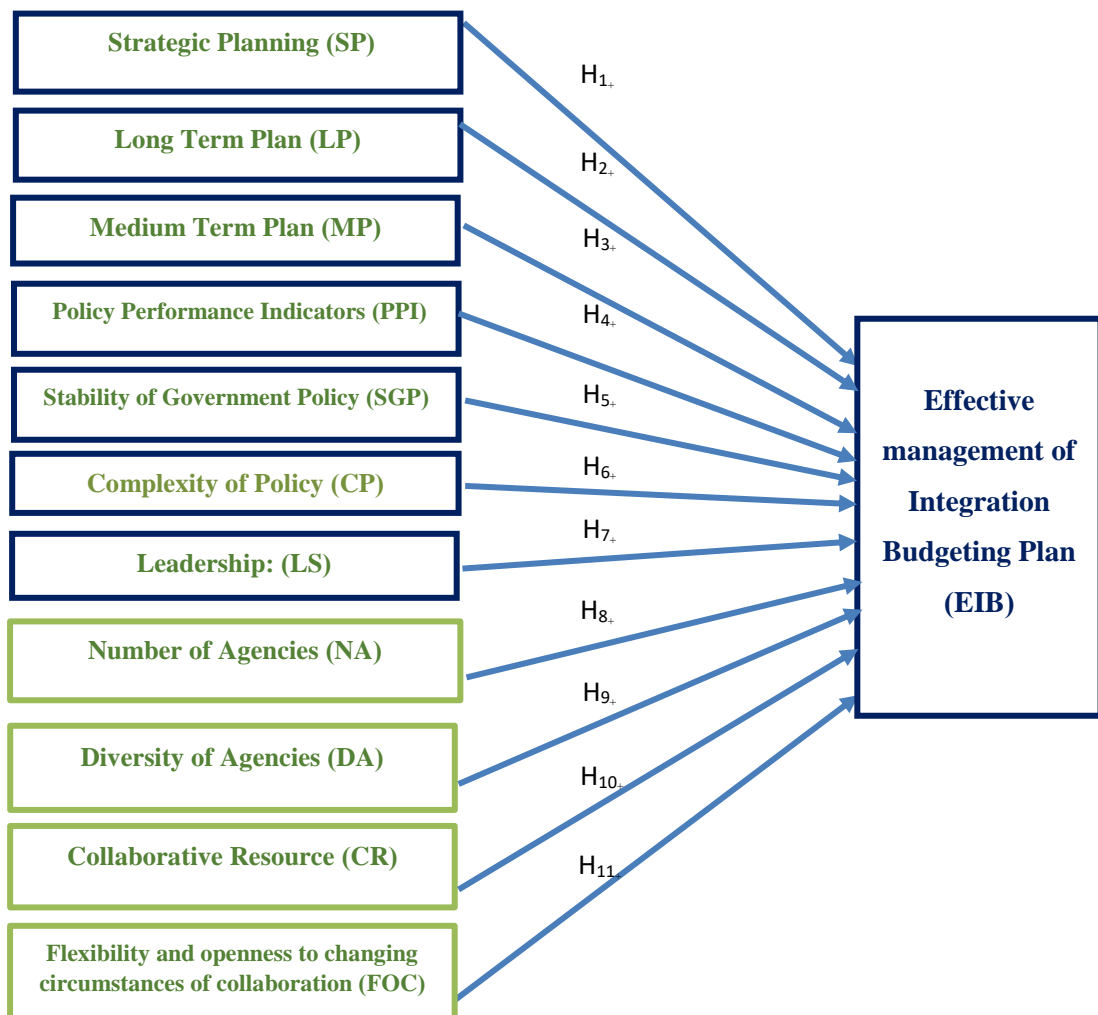 Strategic Planning (SP)
H1+
Long Term Plan (LP)
H2+
Medium Term Plan (MP)
H3+
Policy Performance Indicators (PPI)
H4+
Stability of Government Policy (SGP)
H5+
Complexity of Policy (CP)
H6+
Leadership: (LS)
H7+
Number of Agencies (NA)
H8+
Diversity of Agencies (DA)
H9+
Collaborative Resource (CR)
H10+
Flexibility and openness to changing
circumstances of collaboration (FOC)
H11+
Effective
management of
Integration
Budgeting Plan
(EIB)